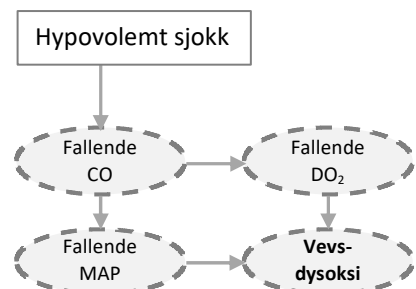 Hypovolemt sjokk
Fallende
CO
Fallende
DO₂
Fallende
MAP
Vevs-
dysoksi